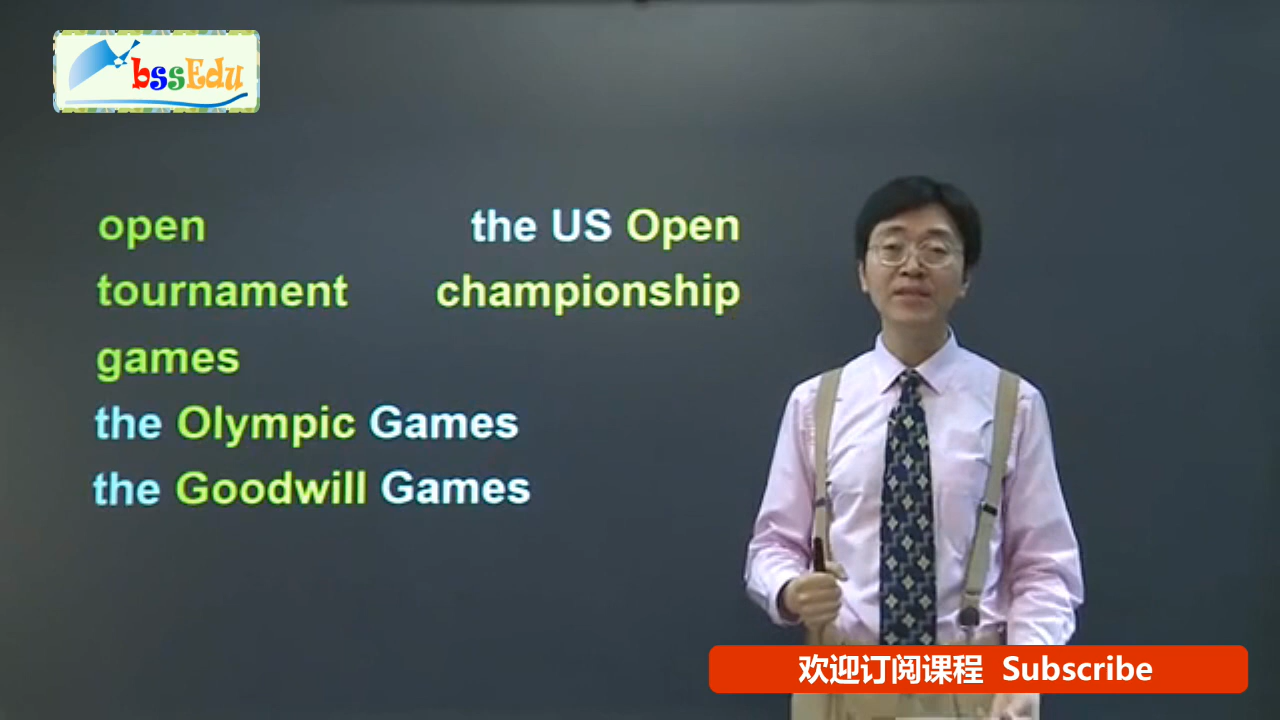 bssEdu
open the US Open
tournament championship
games
the Olympic Games
the Goodwill Games
欢迎订阅课程 Subscribe